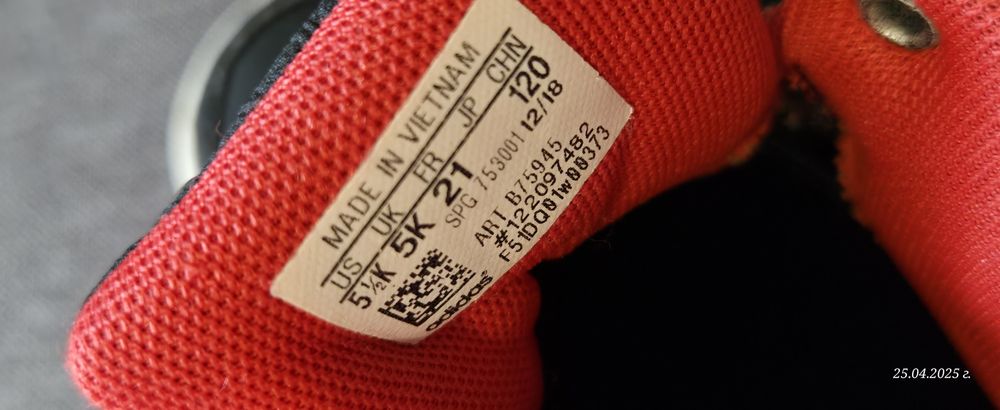 MADE IN VIETNAM
US UK FR JP CHN
5½K 5K 21 120
SPG 753001 12/18
ART B75945
#122097482
F51DQ01W00373
adidas
25.04.2025 г.